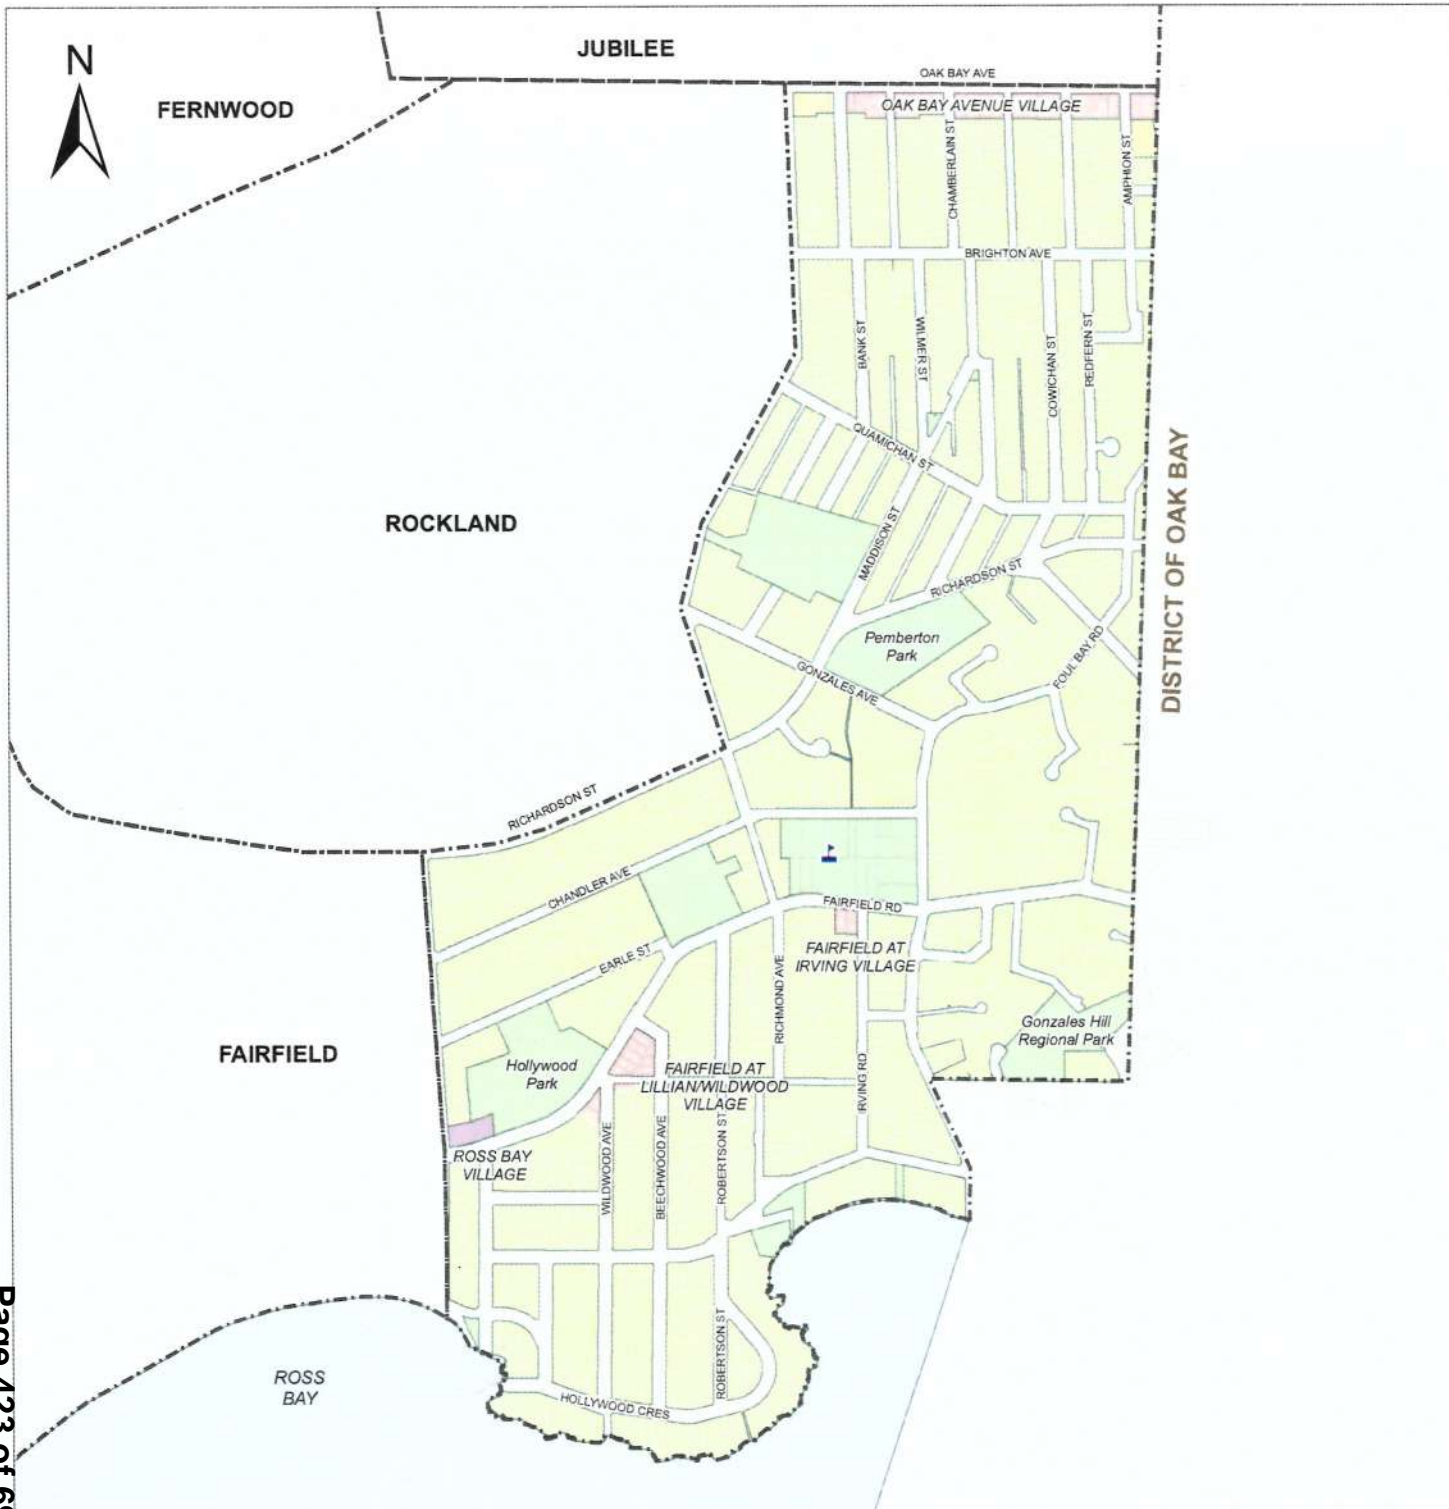 JUBILEE
N
OAK BAY AVE
FERNWOOD
OAK BAY AVENUE VILLAGE
CHAMBERLAIN ST
AMPHION ST
BRIGHTON AVE
BANK ST
WILMER ST
COWICHAN ST
REDFERN ST
QUAMICHAN ST
DISTRICT OF OAK BAY
ROCKLAND
MADDISON ST
RICHARDSON ST
Pemberton
Park
FOUL BAY RD
GONZALES AVE
RICHARDSON ST
CHANDLER AVE
FAIRFIELD RD
EARLE ST
FAIRFIELD AT
IRVING VILLAGE
RICHMOND AVE
Gonzales Hill
Regional Park
FAIRFIELD
Hollywood
Park
FAIRFIELD AT
LILLIAN/WILDWOOD
VILLAGE
IRVING RD
ROSS BAY
VILLAGE
WILDWOOD AVE
BEECHWOOD AVE
ROBERTSON ST
ROBERTSON ST
ROSS
BAY
HOLLYWOOD CRES
Page 423 of